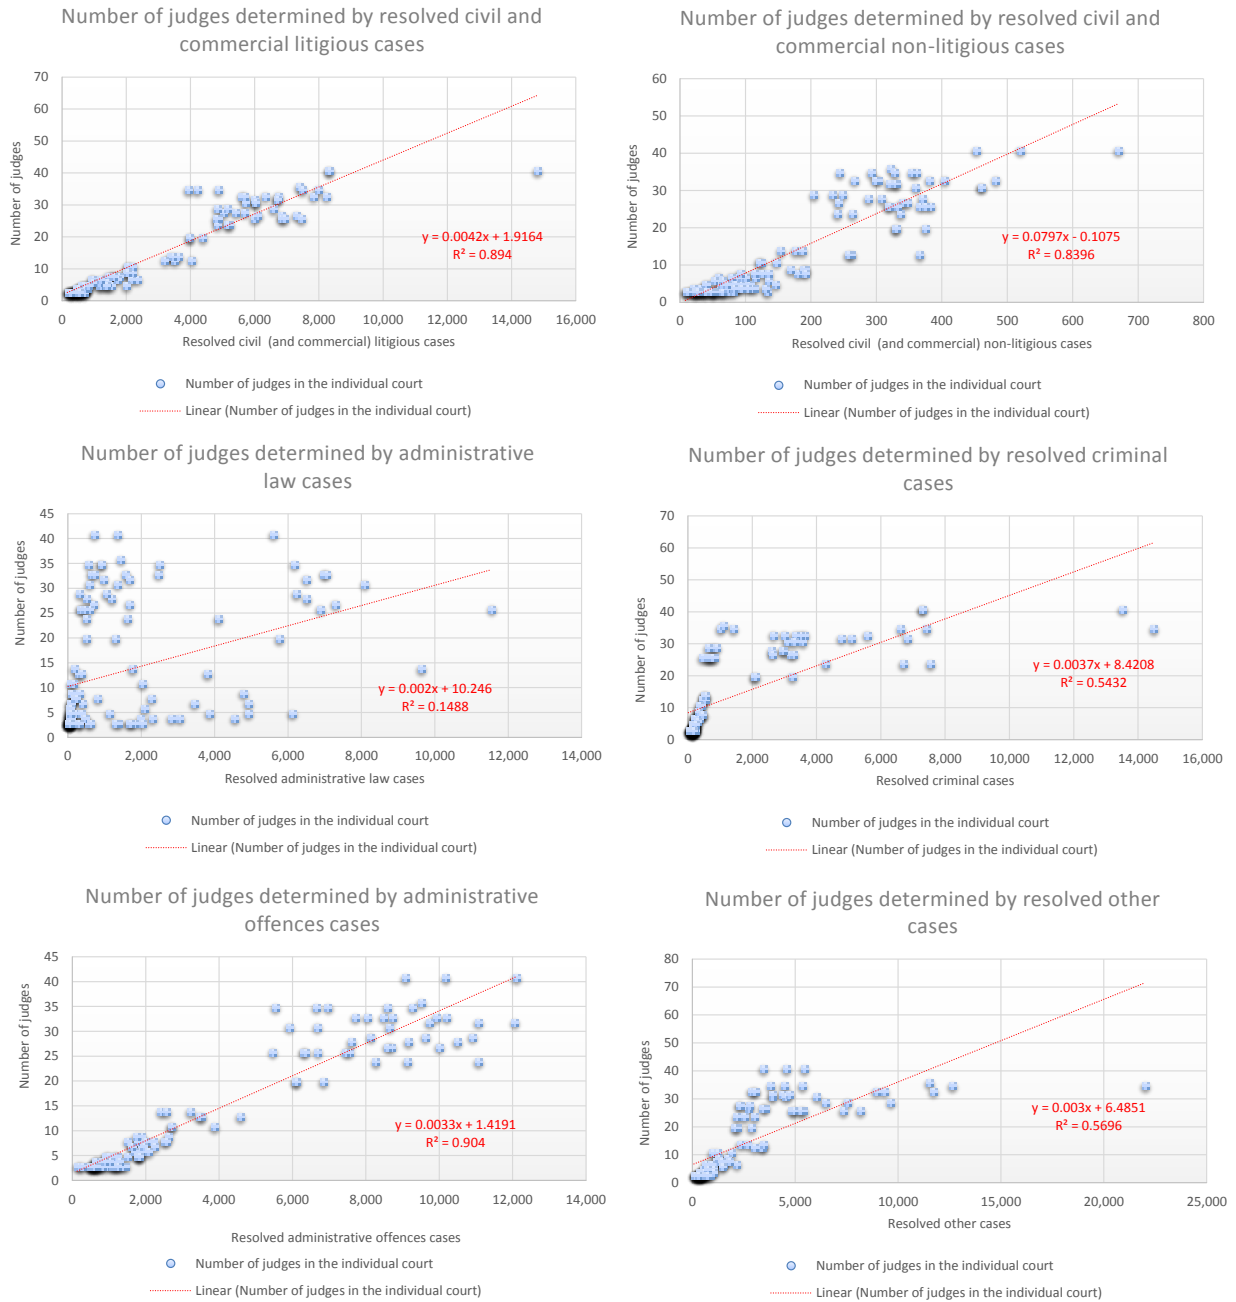 Number of judges determined by resolved civil and
commercial litigious cases
Number of judges
70
60
50
40
30
20
10
0
y = 0.0042x + 1.9164
R² = 0.894
0 2,000 4,000 6,000 8,000 10,000 12,000 14,000 16,000
Resolved civil (and commercial) litigious cases
Number of judges in the individual court
Linear (Number of judges in the individual court)
Number of judges determined by resolved civil and
commercial non-litigious cases
Number of judges
60
50
40
30
20
10
0
y = 0.0797x - 0.1075
R² = 0.8396
0 100 200 300 400 500 600 700 800
Resolved civil (and commercial) non-litigious cases
Number of judges in the individual court
Linear (Number of judges in the individual court)
Number of judges determined by administrative
law cases
Number of judges
45
40
35
30
25
20
15
10
5
0
y = 0.002x + 10.246
R² = 0.1488
0 2,000 4,000 6,000 8,000 10,000 12,000 14,000
Resolved administrative law cases
Number of judges in the individual court
Linear (Number of judges in the individual court)
Number of judges determined by resolved criminal
cases
Number of judges
70
60
50
40
30
20
10
0
y = 0.0037x + 8.4208
R² = 0.5432
0 2,000 4,000 6,000 8,000 10,000 12,000 14,000 16,000
Resolved criminal cases
Number of judges in the individual court
Linear (Number of judges in the individual court)
Number of judges determined by administrative
offences cases
Number of judges
45
40
35
30
25
20
15
10
5
0
y = 0.0033x + 1.4191
R² = 0.904
0 2,000 4,000 6,000 8,000 10,000 12,000 14,000
Resolved administrative offences cases
Number of judges in the individual court
Linear (Number of judges in the individual court)
Number of judges determined by resolved other
cases
Number of judges
80
70
60
50
40
30
20
10
0
y = 0.003x + 6.4851
R² = 0.5696
0 5,000 10,000 15,000 20,000 25,000
Resolved other cases
Number of judges in the individual court
Linear (Number of judges in the individual court)